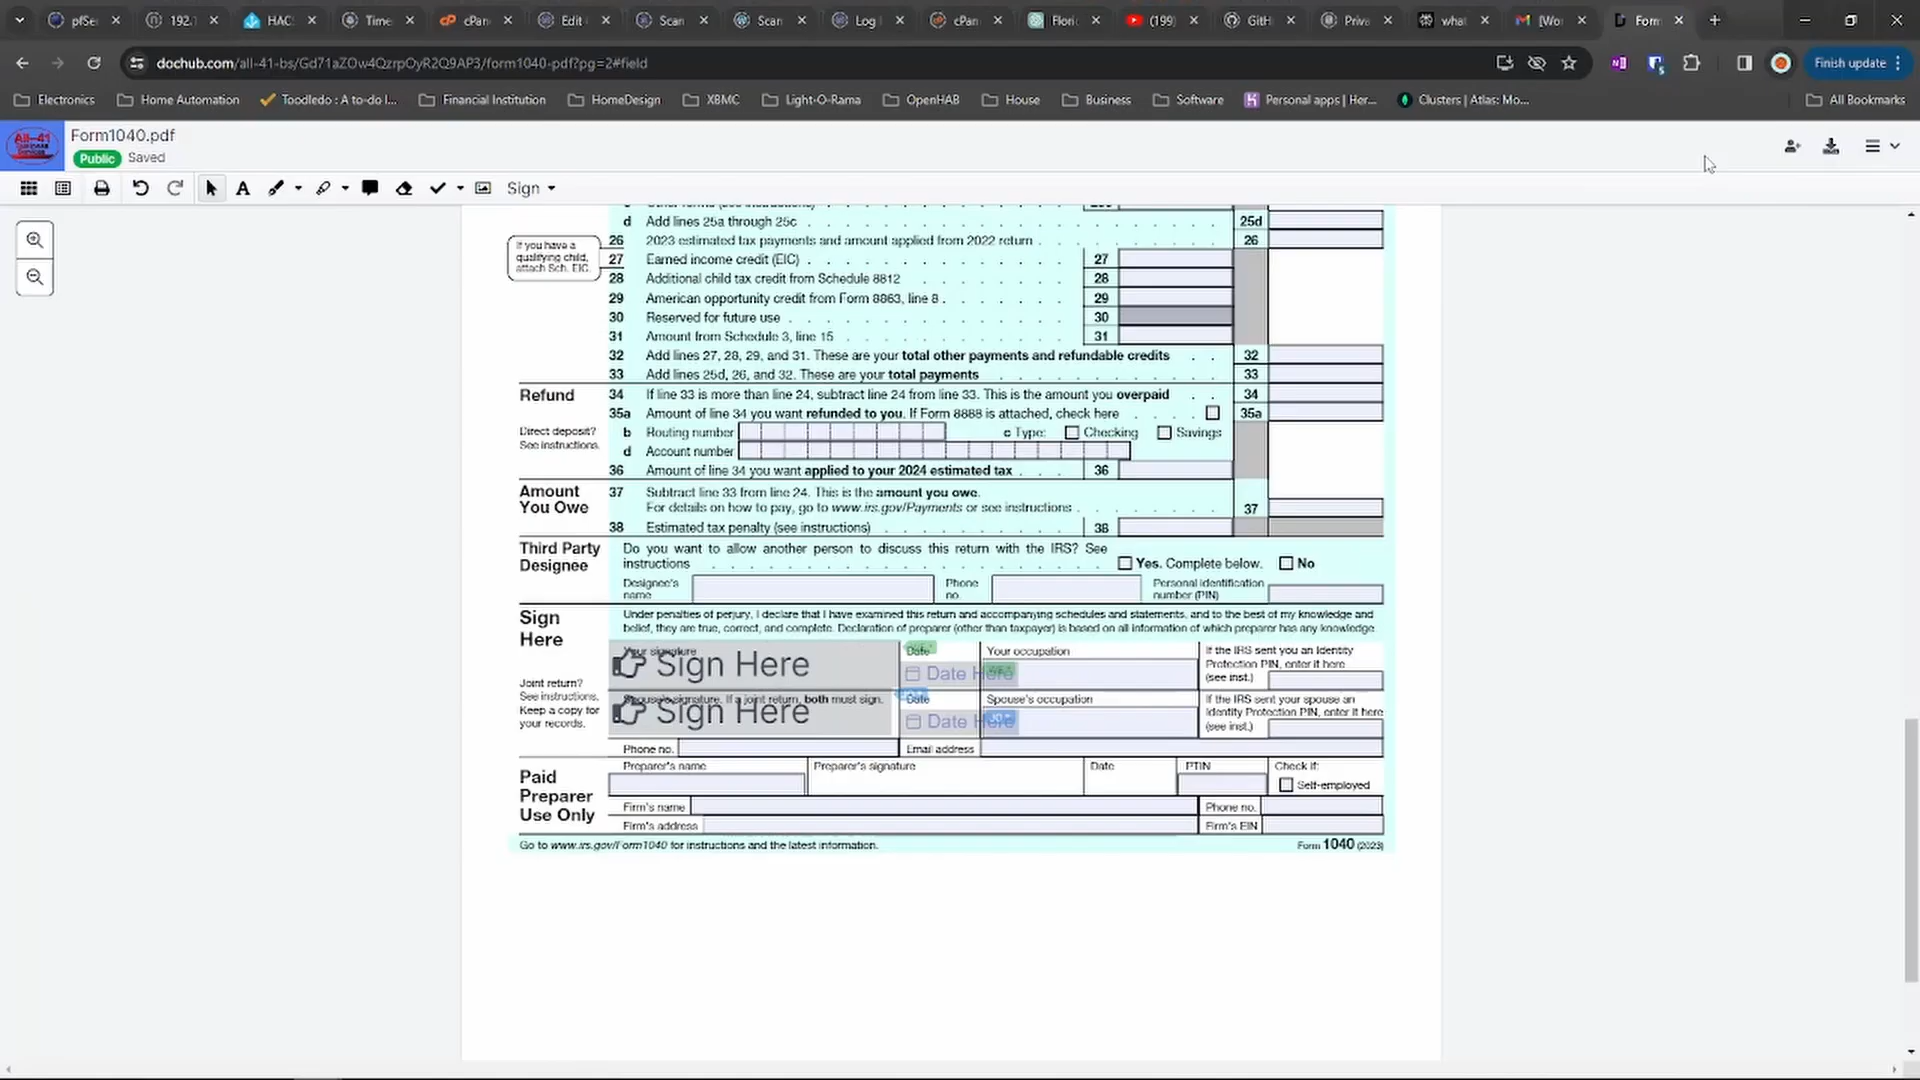 pfSe
192.
HAC
Time
cPan
Edit
Scan
Scan
Log
cPan
Flori
(199)
GitH
Priva
what
[Wor
Form
dochub.com/all-41-bs/Gd71aZOw4QzrpOyR2Q9AP3/form1040-pdf?pg=2#field
Finish update
Electronics
Home Automation
Toodledo : A to-do l...
Financial Institution
HomeDesign
XBMC
Light-O-Rama
OpenHAB
House
Business
Software
Personal apps | Her...
Clusters | Atlas: Mo...
All Bookmarks
All-41
Form1040.pdf
Public Saved
Sign
d Add lines 25a through 25c 25d
If you have a
qualifying child,
attach Sch. EIC.
26 2023 estimated tax payments and amount applied from 2022 return 26
27 Earned income credit (EIC) 27
28 Additional child tax credit from Schedule 8812 28
29 American opportunity credit from Form 8863, line 8 . 29
30 Reserved for future use 30
31 Amount from Schedule 3, line 15 31
32 Add lines 27, 28, 29, and 31. These are your total other payments and refundable credits 32
33 Add lines 25d, 26, and 32. These are your total payments 33
Refund
34 If line 33 is more than line 24, subtract line 24 from line 33. This is the amount you overpaid 34
35a Amount of line 34 you want refunded to you. If Form 8888 is attached, check here 35a
Direct deposit?
See instructions.
b Routing number c Type: Checking Savings
d Account number
36 Amount of line 34 you want applied to your 2024 estimated tax 36
Amount
You Owe
37 Subtract line 33 from line 24. This is the amount you owe.
For details on how to pay, go to www.irs.gov/Payments or see instructions 37
38 Estimated tax penalty (see instructions) 38
Third Party
Designee
Do you want to allow another person to discuss this return with the IRS? See
instructions Yes. Complete below. No
Designee's
name
Phone
no.
Personal identification
number (PIN)
Sign
Here
Under penalties of perjury, I declare that I have examined this return and accompanying schedules and statements, and to the best of my knowledge and
belief, they are true, correct, and complete. Declaration of preparer (other than taxpayer) is based on all information of which preparer has any knowledge.
Joint return?
See instructions.
Keep a copy for
your records.
Your signature
Sign Here
Date
Date Here
Your occupation
If the IRS sent you an Identity
Protection PIN, enter it here
(see inst.)
Spouse's signature. If a joint return, both must sign.
Sign Here
Date
Date Here
Spouse's occupation
If the IRS sent your spouse an
Identity Protection PIN, enter it here
(see inst.)
Phone no. Email address
Paid
Preparer
Use Only
Preparer's name
Preparer's signature
Date
PTIN
Check if:
Self-employed
Firm's name Phone no.
Firm's address Firm's EIN
Go to www.irs.gov/Form1040 for instructions and the latest information. Form 1040 (2023)